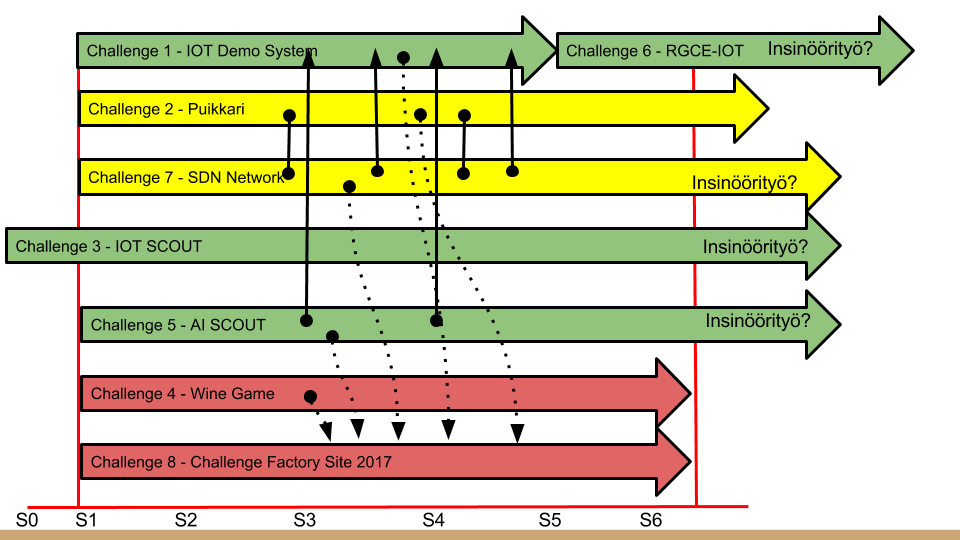 Challenge 1 - IOT Demo System
Challenge 6 - RGCE-IOT
Insinöörityö?
Challenge 2 - Puikkari
Challenge 7 - SDN Network
Insinöörityö?
Challenge 3 - IOT SCOUT
Insinöörityö?
Challenge 5 - AI SCOUT
Insinöörityö?
Challenge 4 - Wine Game
Challenge 8 - Challenge Factory Site 2017
S0 S1 S2 S3 S4 S5 S6